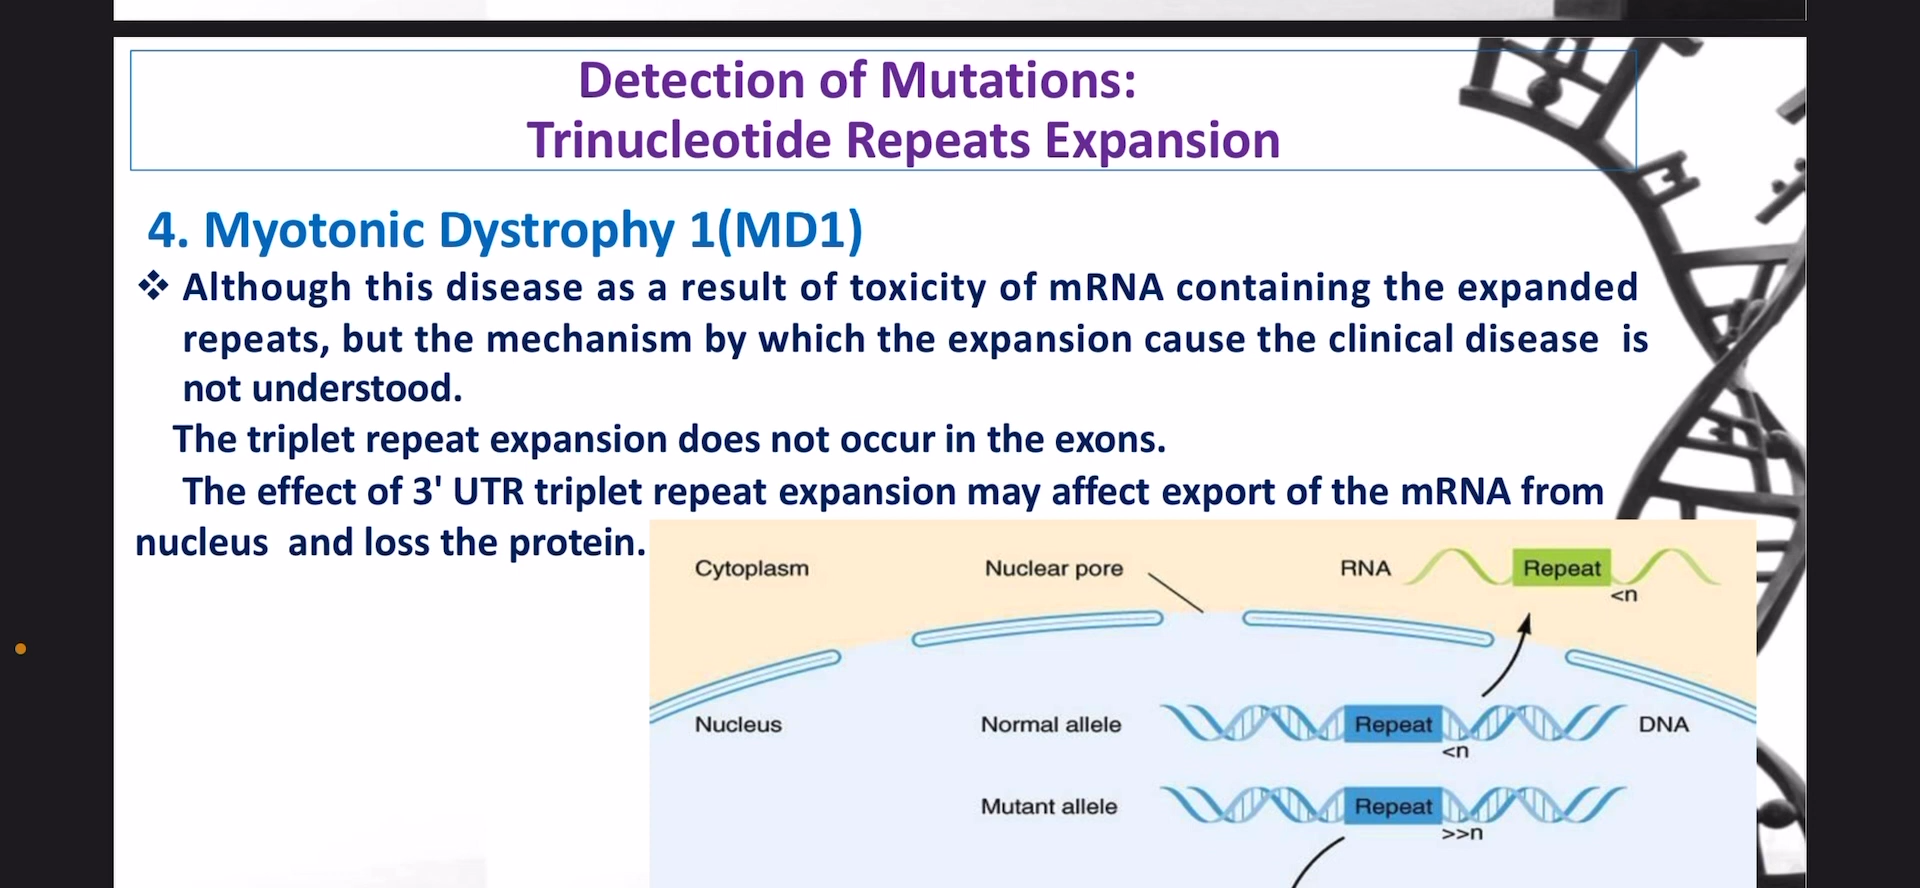 Detection of Mutations:
Trinucleotide Repeats Expansion
4. Myotonic Dystrophy 1(MD1)
❖ Although this disease as a result of toxicity of mRNA containing the expanded
repeats, but the mechanism by which the expansion cause the clinical disease is
not understood.
The triplet repeat expansion does not occur in the exons.
The effect of 3' UTR triplet repeat expansion may affect export of the mRNA from
nucleus and loss the protein.
Cytoplasm
Nuclear pore
RNA
Repeat
<n
Nucleus
Normal allele
Repeat
DNA
<n
Mutant allele
Repeat
>>n